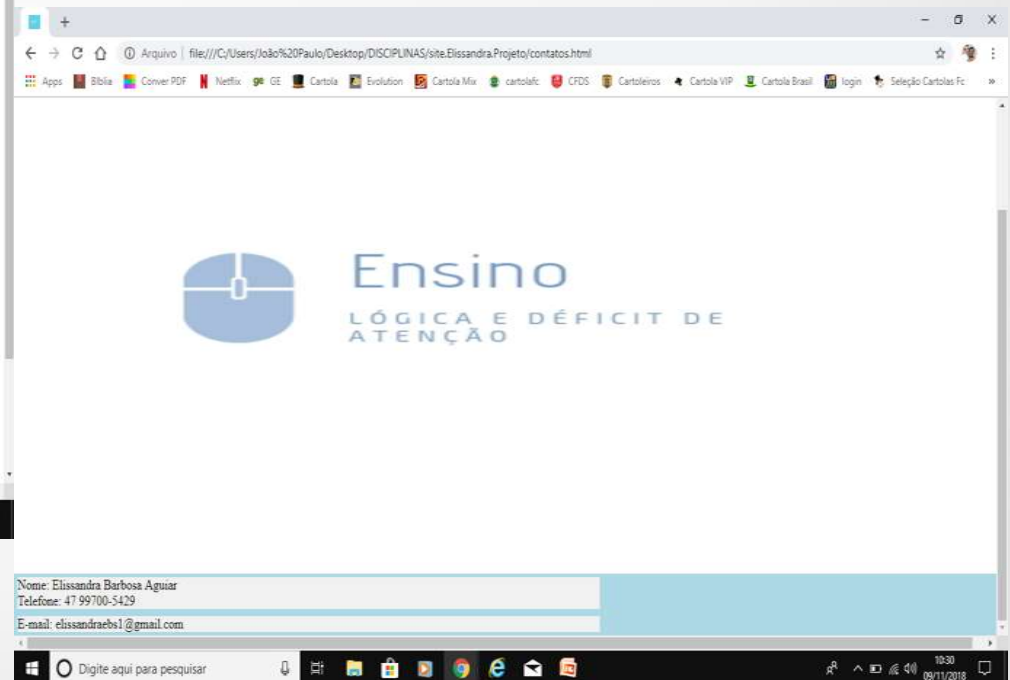 Arquivo file:///C:/Users/João%20Paulo/Desktop/DISCIPLINAS/site.Elissandra.Projeto/contatos.html
Apps Bíblia Conver PDF Netflix ge GE Cartola Evolution Cartola Mix cartolafc CFDS Cartoleiros Cartola VIP Cartola Brasil login Seleção Cartolas Fc »
Ensino
LÓGICA E DÉFICIT DE
ATENÇÃO
Nome: Elissandra Barbosa Aguiar
Telefone: 47 99700-5429
E-mail: elissandraebs1@gmail.com
Digite aqui para pesquisar
10:30
09/11/2018